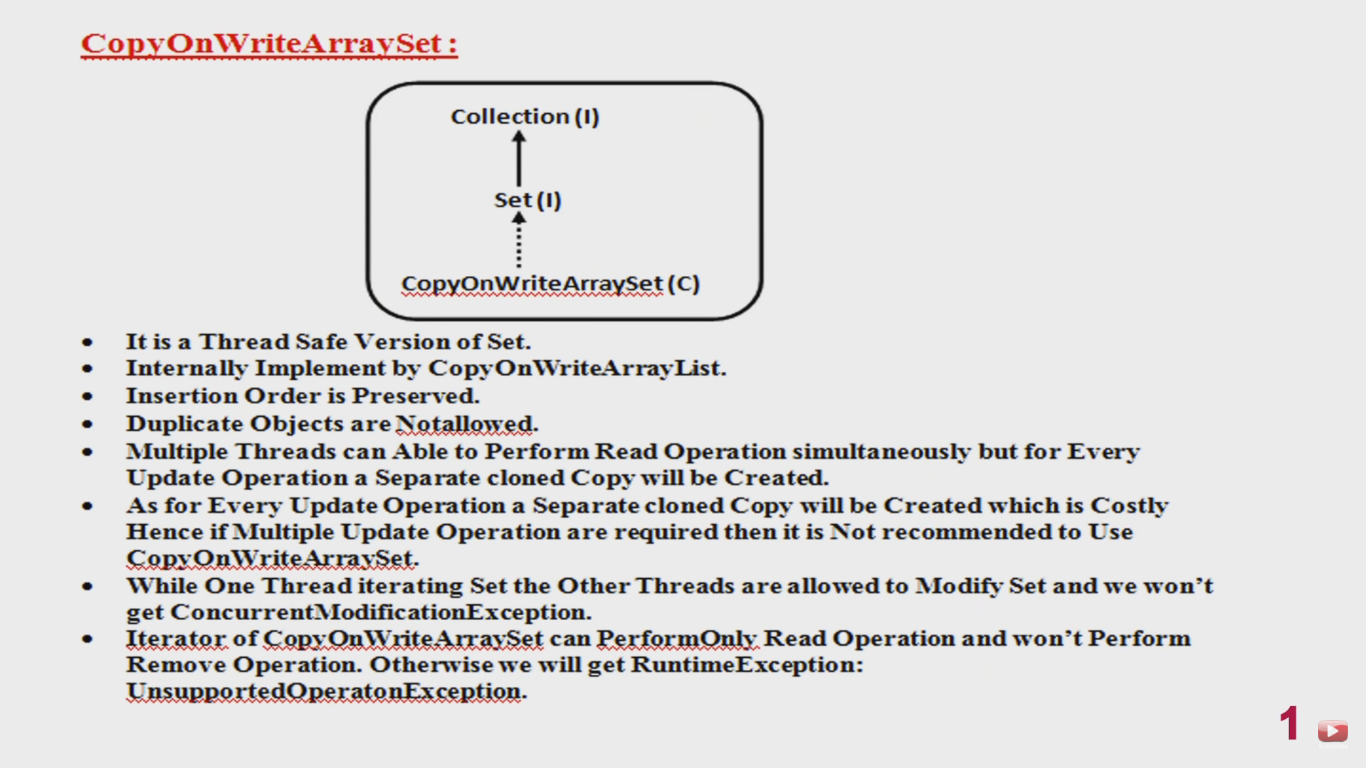 CopyOnWriteArraySet :
Collection (I)
Set (I)
CopyOnWriteArraySet (C)
• It is a Thread Safe Version of Set.
• Internally Implement by CopyOnWriteArrayList.
• Insertion Order is Preserved.
• Duplicate Objects are Notallowed.
• Multiple Threads can Able to Perform Read Operation simultaneously but for Every
Update Operation a Separate cloned Copy will be Created.
• As for Every Update Operation a Separate cloned Copy will be Created which is Costly
Hence if Multiple Update Operation are required then it is Not recommended to Use
CopyOnWriteArraySet.
• While One Thread iterating Set the Other Threads are allowed to Modify Set and we won’t
get ConcurrentModificationException.
• Iterator of CopyOnWriteArraySet can PerformOnly Read Operation and won’t Perform
Remove Operation. Otherwise we will get RuntimeException:
UnsupportedOperatonException.
1